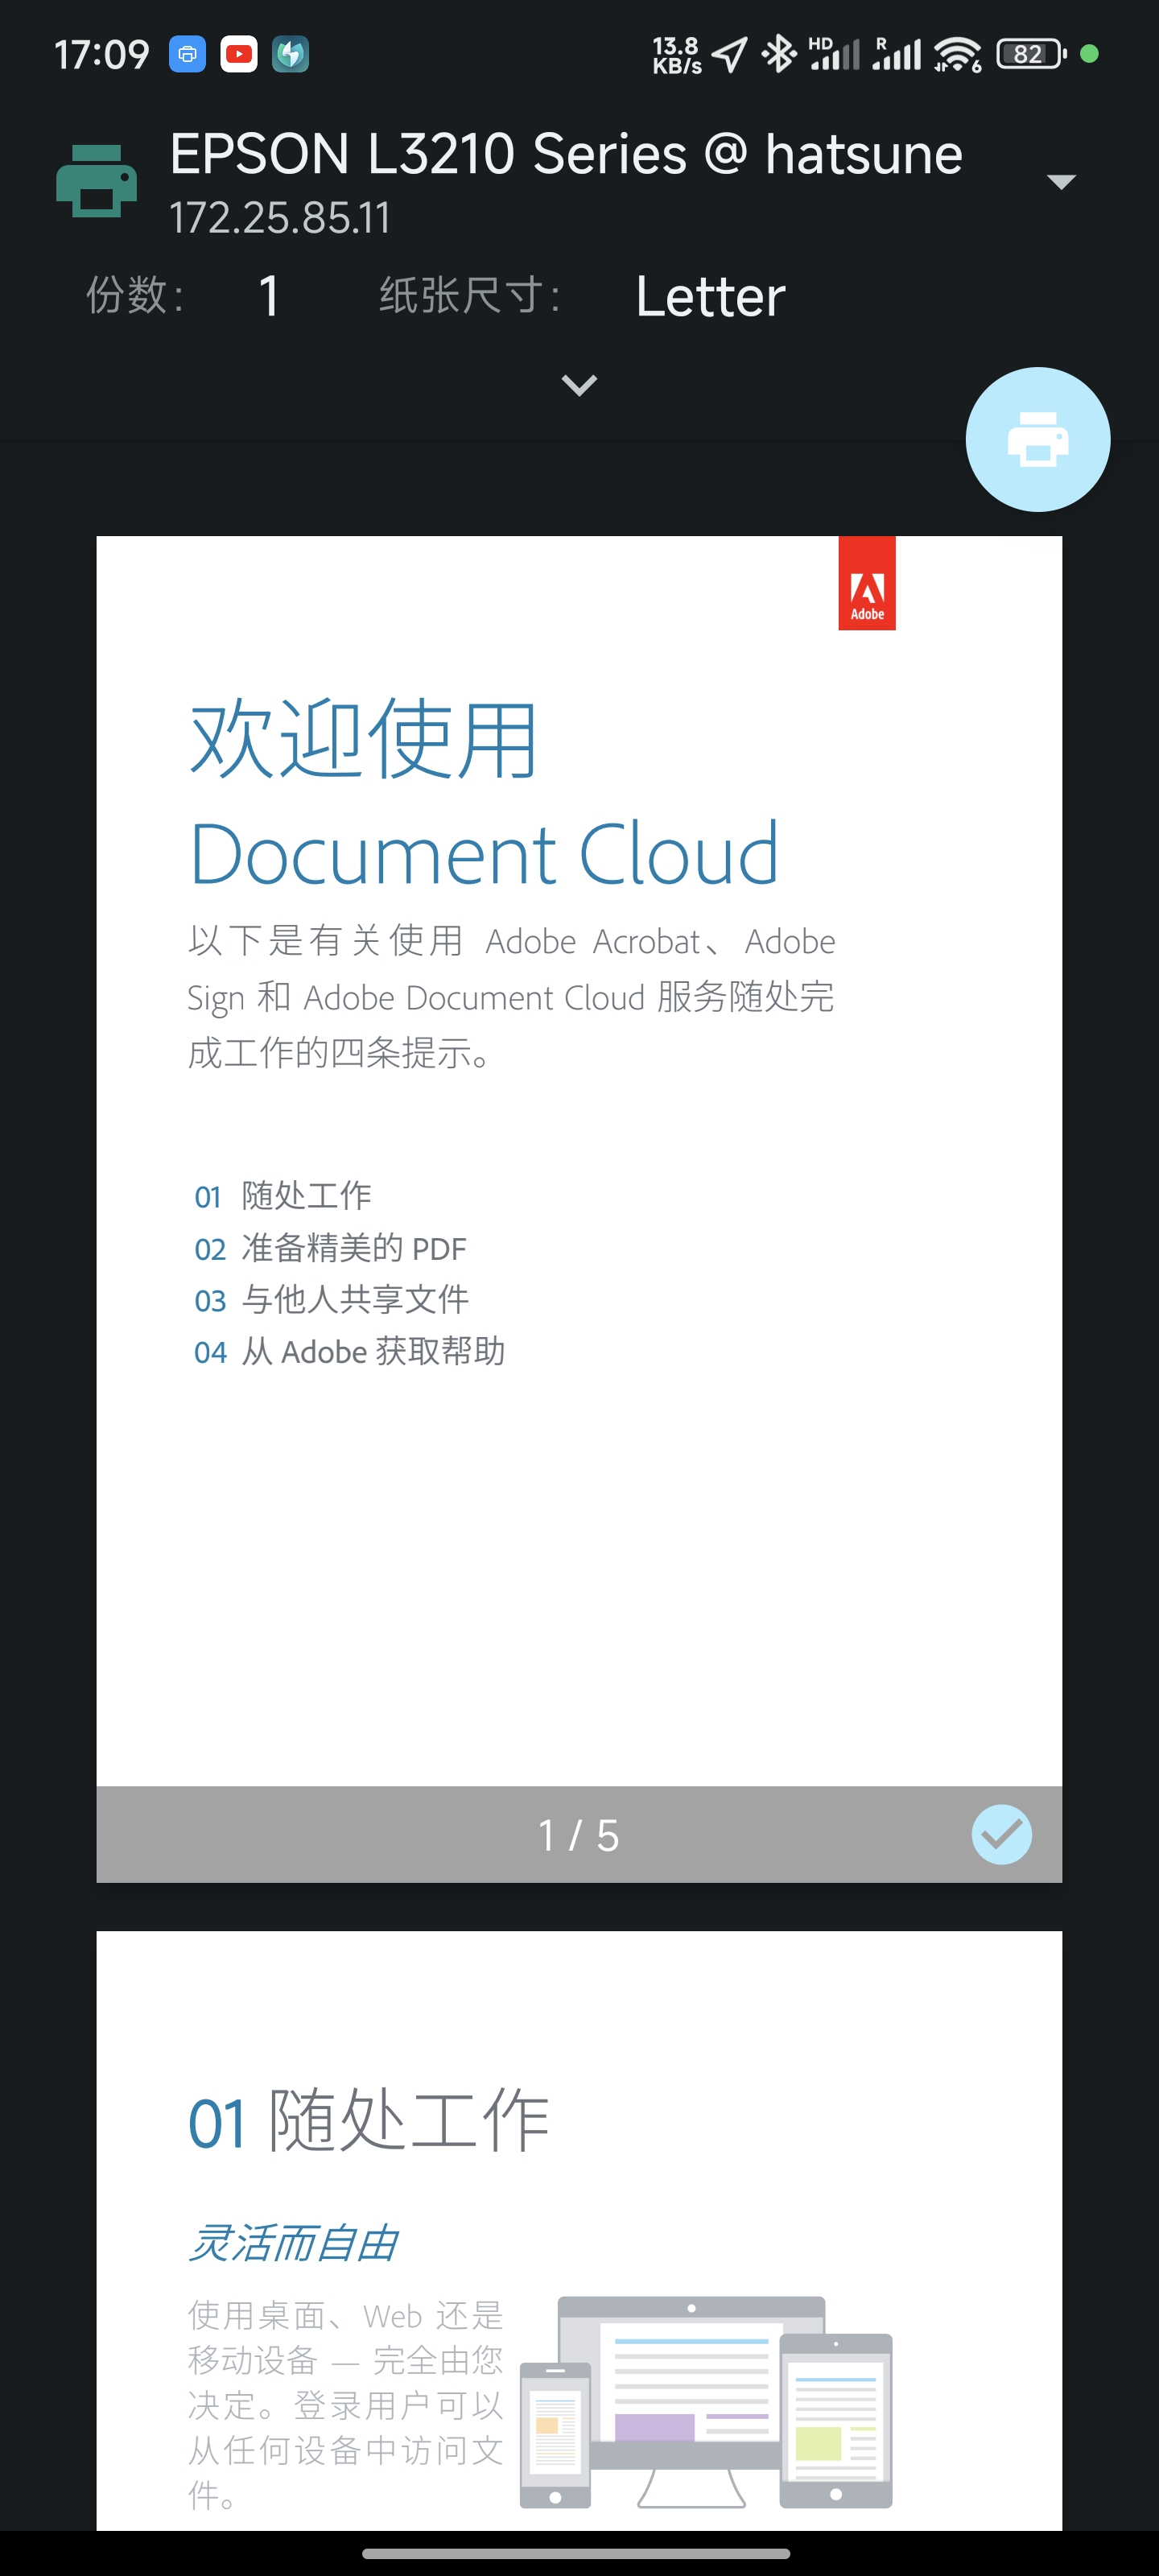 17:09
13.8
KB/s
HD
R
6
82
EPSON L3210 Series @ hatsune
172.25.85.11
份数： 1 纸张尺寸： Letter
Adobe
欢迎使用
Document Cloud
以下是有关使用 Adobe Acrobat、Adobe
Sign 和 Adobe Document Cloud 服务随处完
成工作的四条提示。
01 随处工作
02 准备精美的 PDF
03 与他人共享文件
04 从 Adobe 获取帮助
1 / 5
01 随处工作
灵活而自由
使用桌面、Web 还是
移动设备 — 完全由您
决定。登录用户可以
从任何设备中访问文
件。